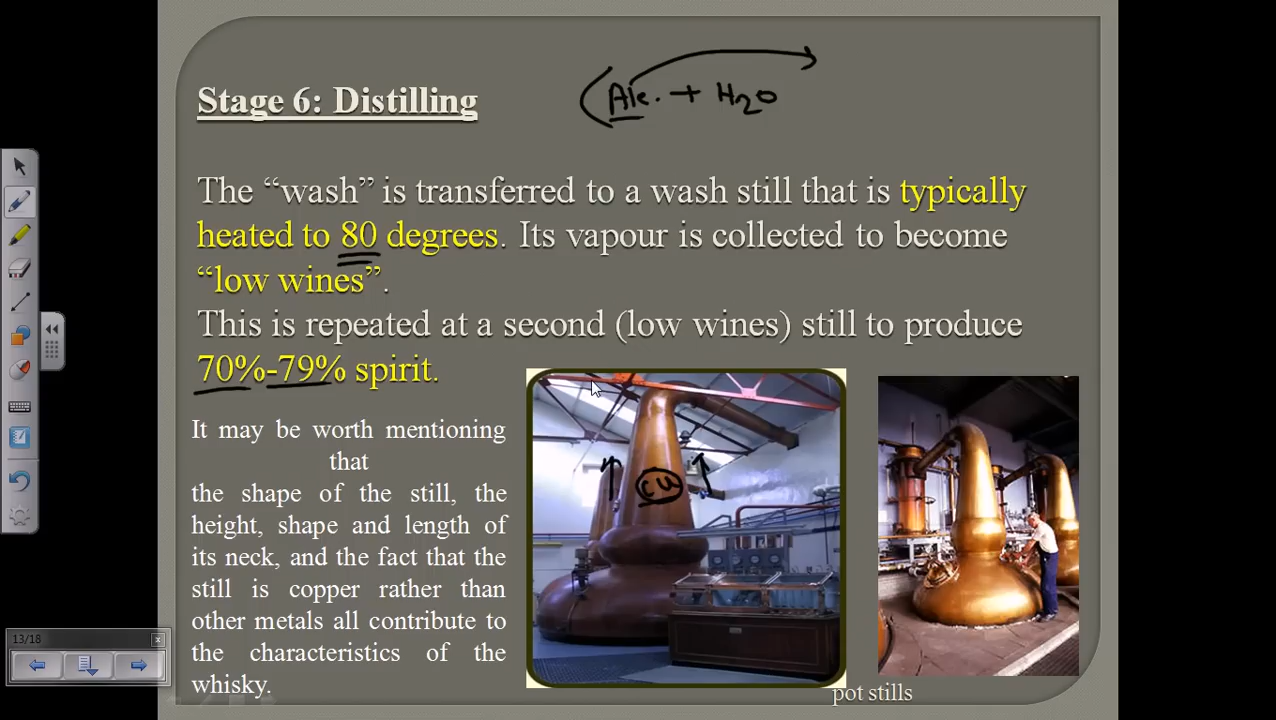 Stage 6: Distilling
Alc. + H2O
The “wash” is transferred to a wash still that is typically
heated to 80 degrees. Its vapour is collected to become
“low wines”.
This is repeated at a second (low wines) still to produce
70%-79% spirit.
It may be worth mentioning
that
the shape of the still, the
height, shape and length of
its neck, and the fact that the
still is copper rather than
other metals all contribute to
the characteristics of the
whisky.
cu
pot stills
13/18